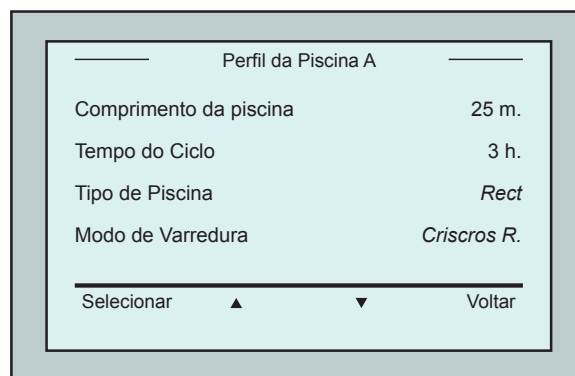 Perfil da Piscina A
Comprimento da piscina 25 m.
Tempo do Ciclo 3 h.
Tipo de Piscina Rect
Modo de Varredura Criscros R.
Selecionar ▲ ▼ Voltar